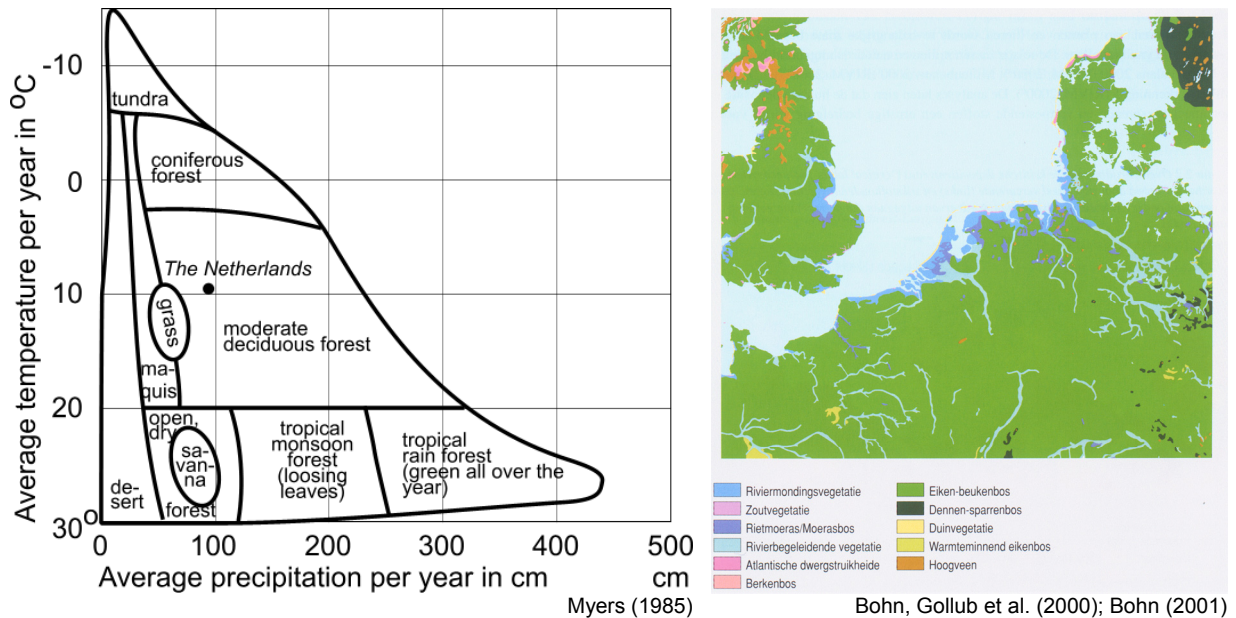 Average temperature per year in ºC
-10
0
10
20
30º
tundra
coniferous
forest
The Netherlands
grass
moderate
deciduous forest
ma-
quis
open,
dry
sa-
van-
na
forest
de-
sert
tropical
monsoon
forest
(loosing
leaves)
tropical
rain forest
(green all over the
year)
0
100
200
300
400
500
Average precipitation per year in cm
cm
Myers (1985)
Riviermondingsvegetatie
Zoutvegetatie
Rietmoeras/Moerasbos
Rivierbegeleidende vegetatie
Atlantische dwergstruikheide
Berkenbos
Eiken-beukenbos
Dennen-sparrenbos
Duinvegetatie
Warmteminnend eikenbos
Hoogveen
Bohn, Gollub et al. (2000); Bohn (2001)